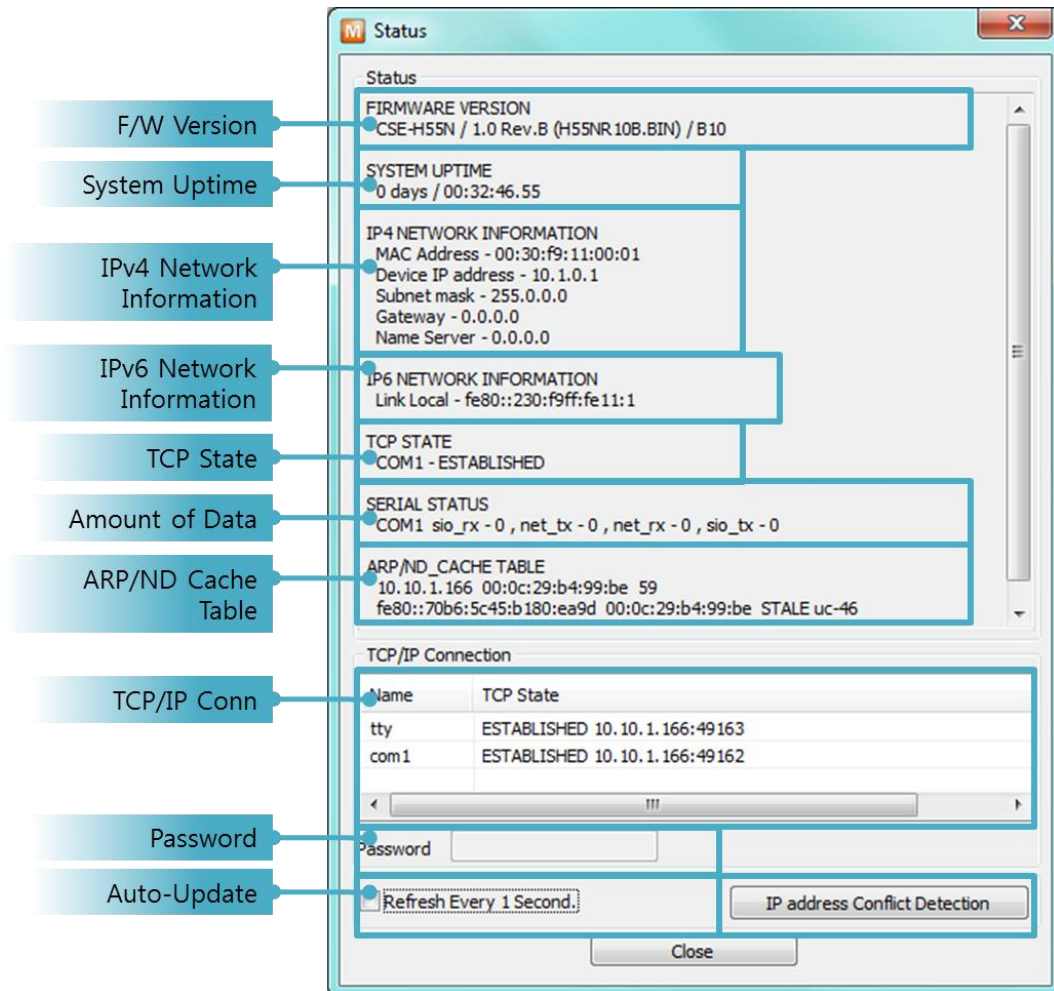 M Status
Status
F/W Version
FIRMWARE VERSION
CSE-H55N / 1.0 Rev.B (H55NR10B.BIN) / B10
System Uptime
SYSTEM UPTIME
0 days / 00:32:46.55
IPv4 Network
Information
IP4 NETWORK INFORMATION
MAC Address - 00:30:f9:11:00:01
Device IP address - 10.1.0.1
Subnet mask - 255.0.0.0
Gateway - 0.0.0.0
Name Server - 0.0.0.0
IPv6 Network
Information
IP6 NETWORK INFORMATION
Link Local - fe80::230:f9ff:fe11:1
TCP State
TCP STATE
COM1 - ESTABLISHED
Amount of Data
SERIAL STATUS
COM1 sio_rx - 0 , net_tx - 0 , net_rx - 0 , sio_tx - 0
ARP/ND Cache
Table
ARP/ND_CACHE TABLE
10.10.1.166 00:0c:29:b4:99:be 59
fe80::70b6:5c45:b180:ea9d 00:0c:29:b4:99:be STALE uc-46
TCP/IP Connection
TCP/IP Conn
Name TCP State
tty ESTABLISHED 10.10.1.166:49163
com1 ESTABLISHED 10.10.1.166:49162
Password
Password
Auto-Update
Refresh Every 1 Second.
IP address Conflict Detection
Close